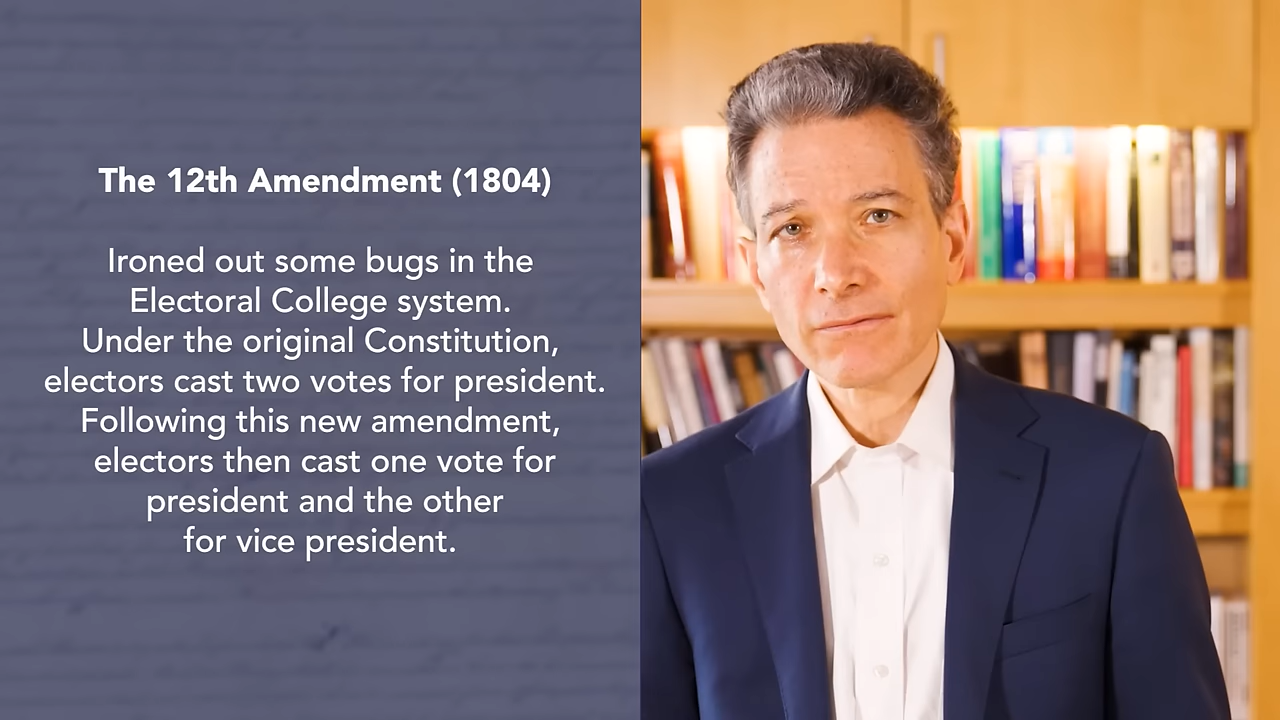 The 12th Amendment (1804)
Ironed out some bugs in the
Electoral College system.
Under the original Constitution,
electors cast two votes for president.
Following this new amendment,
electors then cast one vote for
president and the other
for vice president.